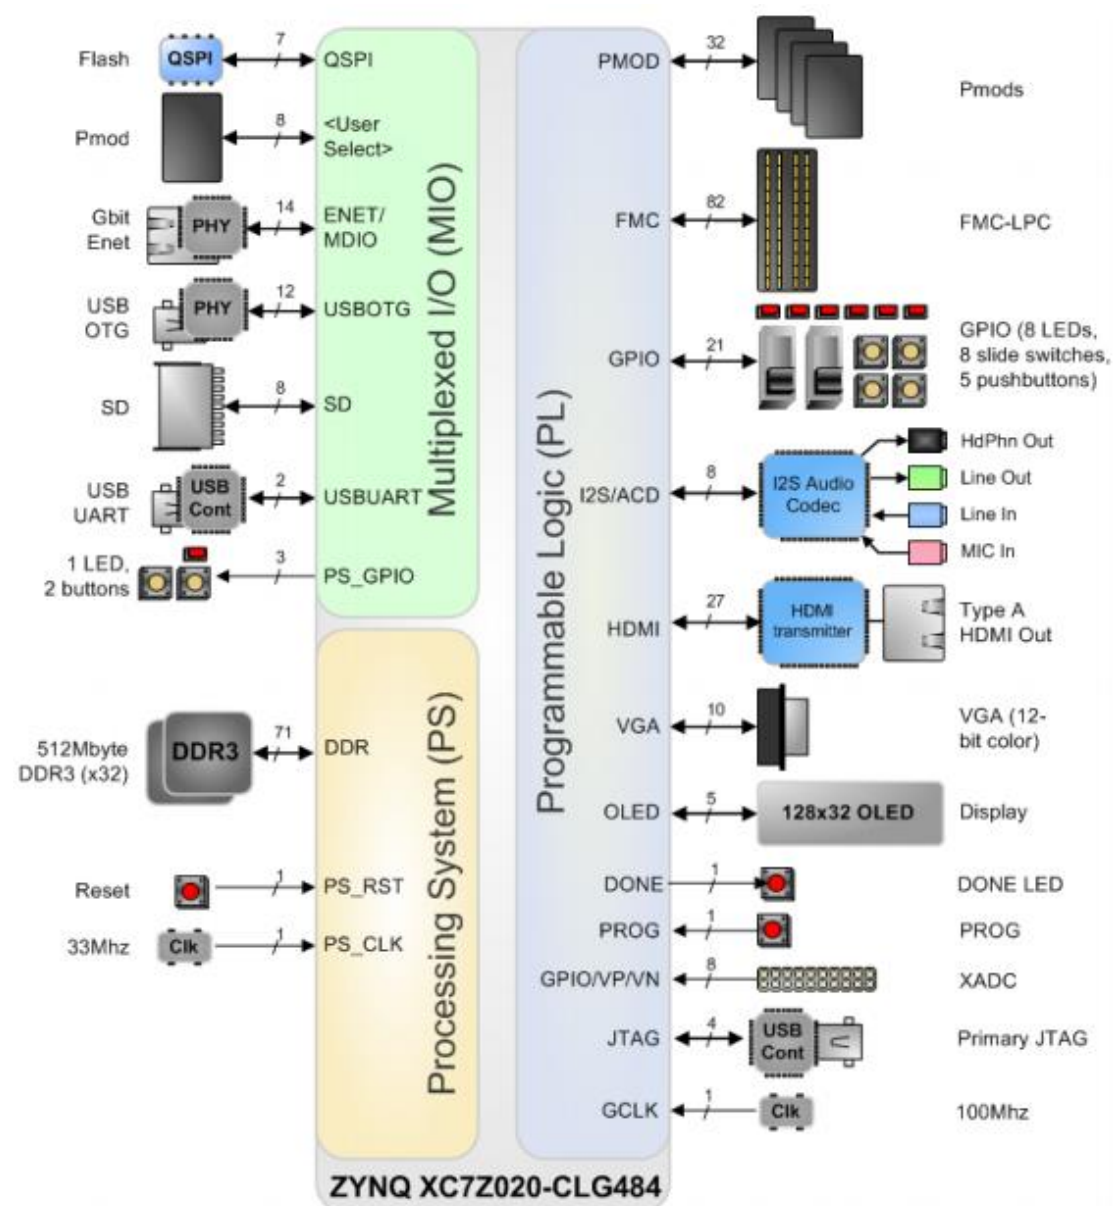 Flash
QSPI
7
QSPI
Pmod
8
<User
Select>
Gbit
Enet
PHY
14
ENET/
MDIO
USB
OTG
PHY
12
USBOTG
SD
8
SD
USB
UART
USB
Cont
2
USBUART
1 LED,
2 buttons
3
PS_GPIO
Multiplexed I/O (MIO)
512Mbyte
DDR3 (x32)
DDR3
71
DDR
Reset
1
PS_RST
33Mhz
Clk
1
PS_CLK
Processing System (PS)
Programmable Logic (PL)
PMOD
32
Pmods
FMC
82
FMC-LPC
GPIO
21
GPIO (8 LEDs,
8 slide switches,
5 pushbuttons)
I2S/ACD
8
I2S Audio
Codec
HdPhn Out
Line Out
Line In
MIC In
HDMI
27
HDMI
transmitter
Type A
HDMI Out
VGA
10
VGA (12-
bit color)
OLED
5
128x32 OLED
Display
DONE
1
DONE LED
PROG
1
PROG
GPIO/VP/VN
8
XADC
JTAG
4
USB
Cont
Primary JTAG
GCLK
1
Clk
100Mhz
ZYNQ XC7Z020-CLG484